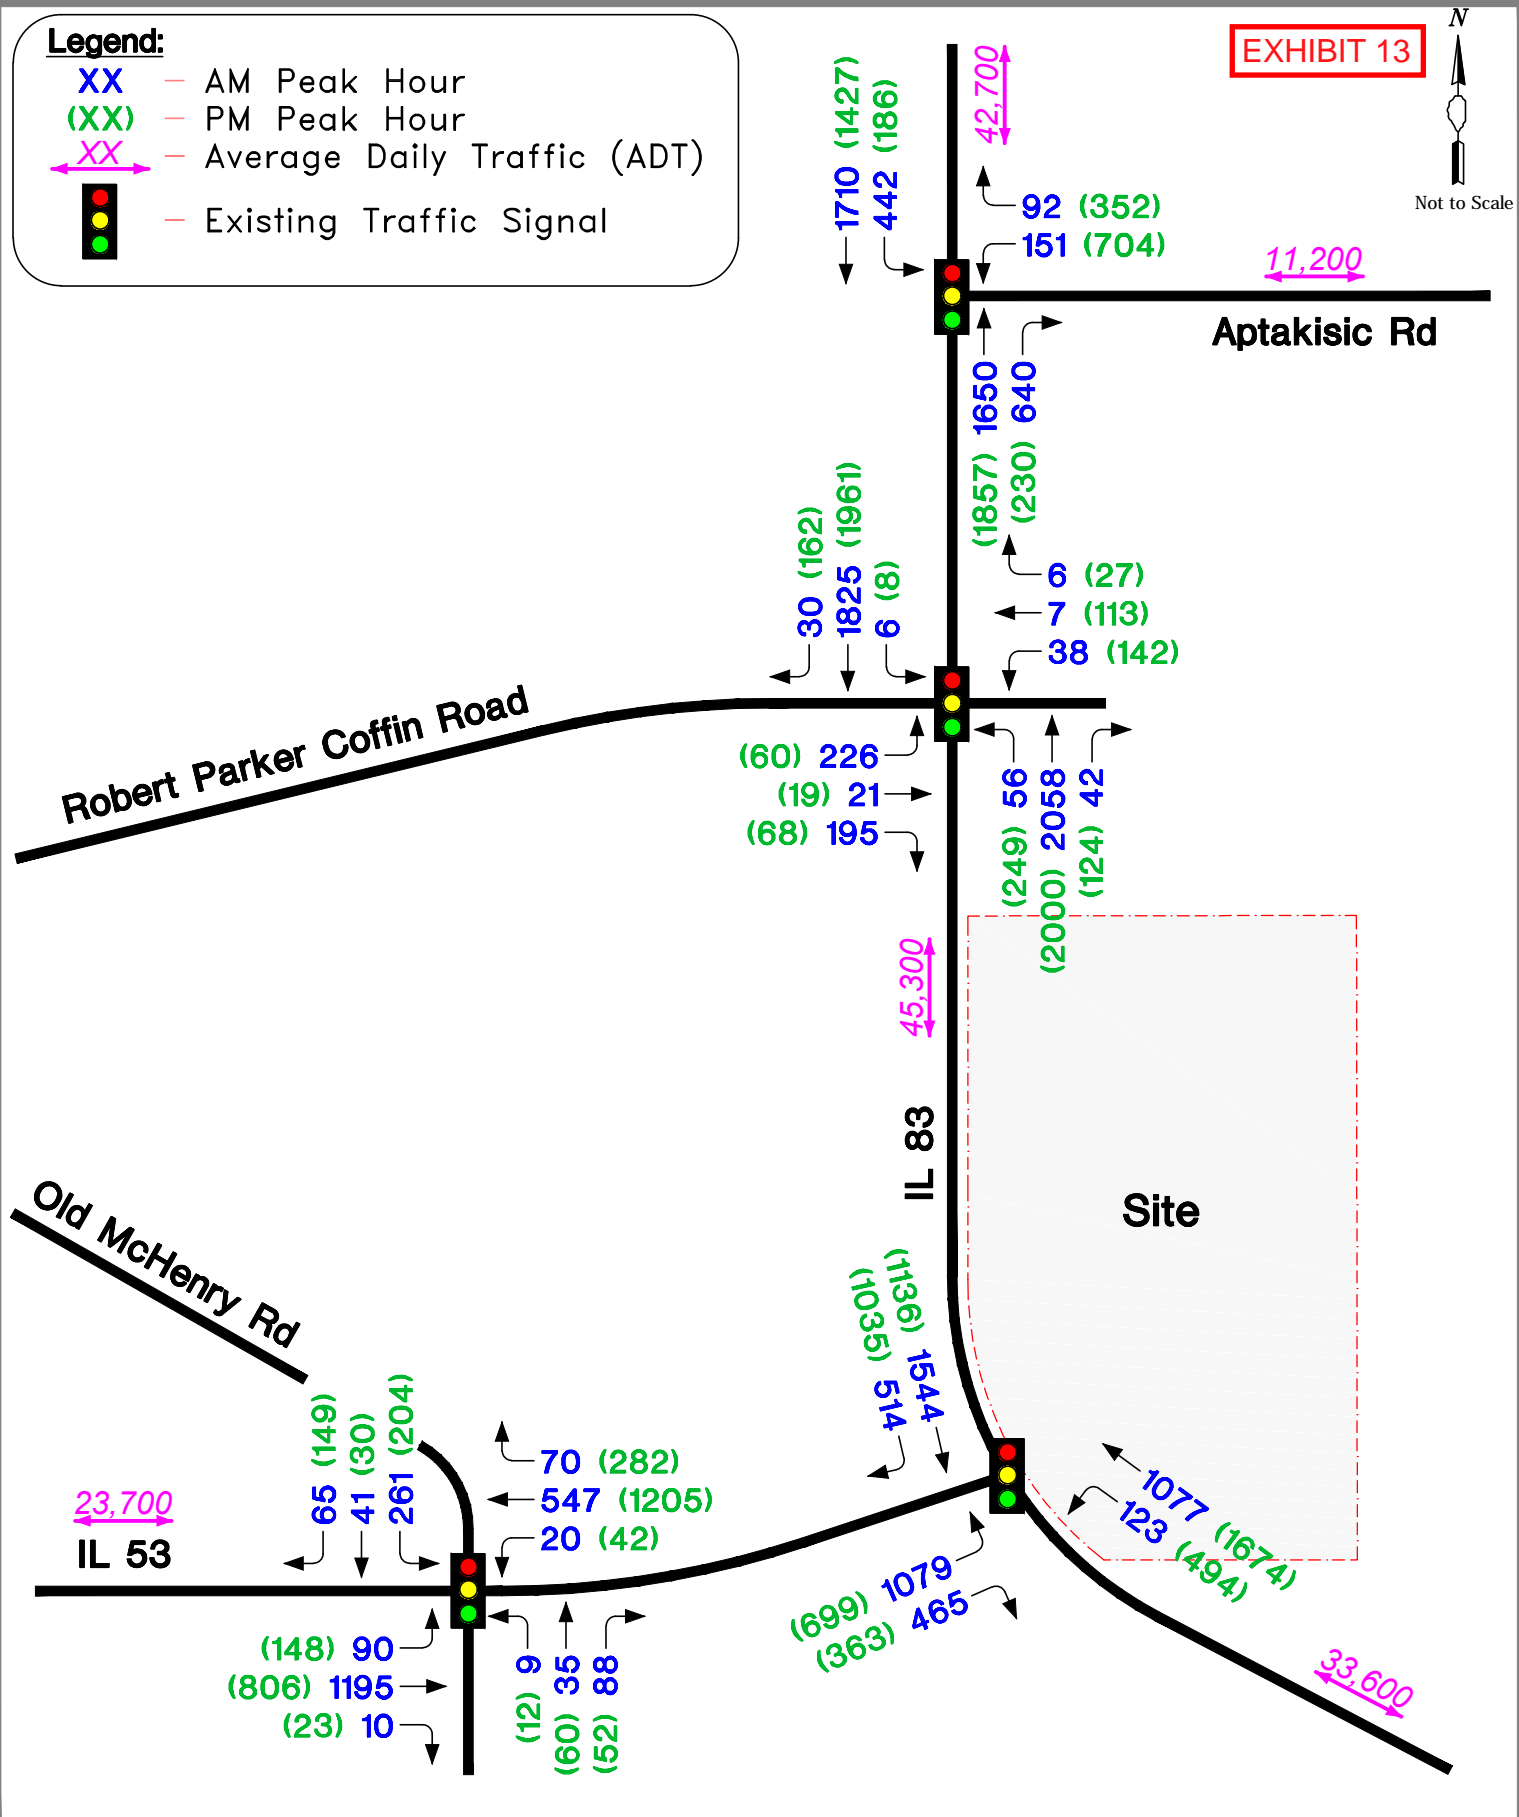 Legend:
XX – AM Peak Hour
(XX) – PM Peak Hour
XX – Average Daily Traffic (ADT)
– Existing Traffic Signal
EXHIBIT 13
N
Not to Scale
42,700
1710 (1427)
442 (186)
92 (352)
151 (704)
11,200
Aptakisic Rd
(1857) 1650
(230) 640
30 (162)
1825 (1961)
6 (8)
6 (27)
7 (113)
38 (142)
Robert Parker Coffin Road
(60) 226
(19) 21
(68) 195
(249) 56
(2000) 2058
(124) 42
45,300
IL 83
Site
Old McHenry Rd
(1136) 1544
(1035) 514
65 (149)
41 (30)
261 (204)
70 (282)
547 (1205)
20 (42)
23,700
IL 53
1077 (1674)
123 (494)
(699) 1079
(363) 465
(148) 90
(806) 1195
(23) 10
(12) 9
(60) 35
(52) 88
33,600